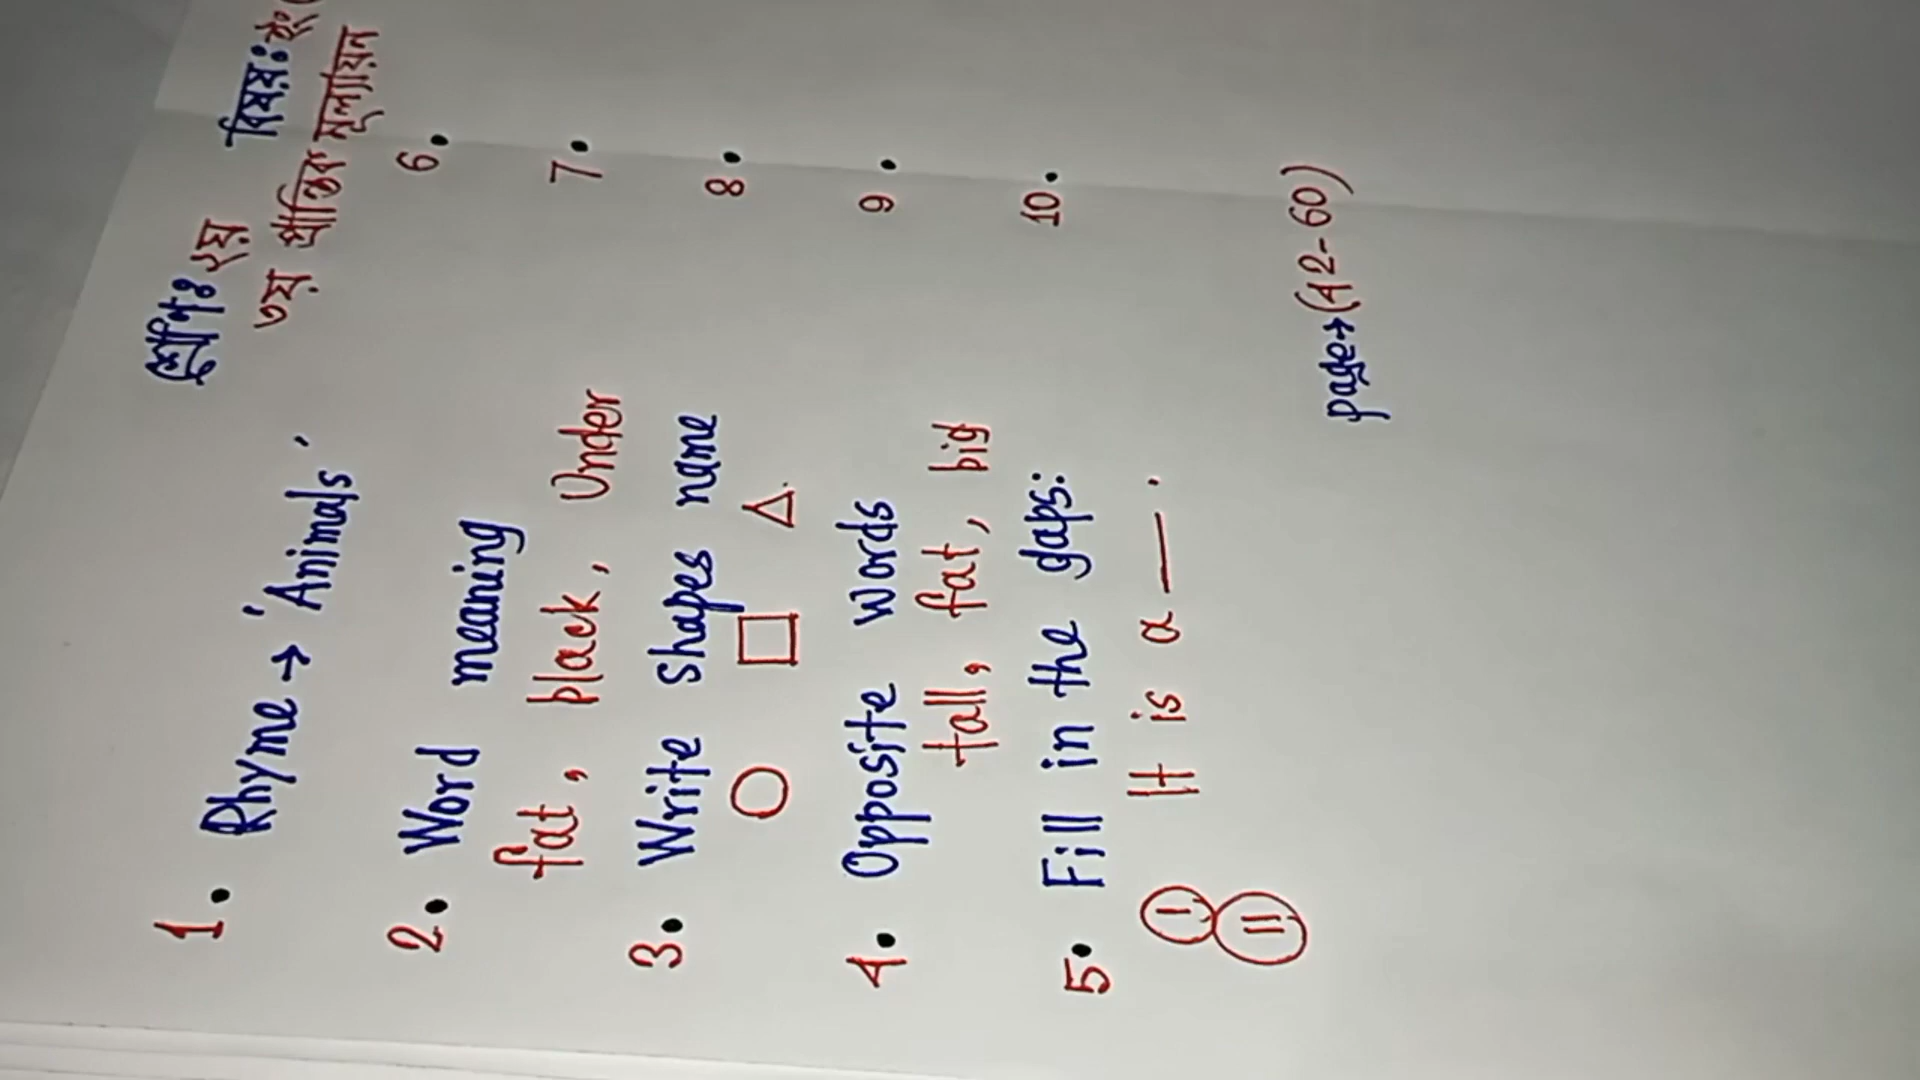 শ্রেণিঃ ২য় বিষয়ঃ
৩য় প্রান্তিক মূল্যায়ন
1. Rhyme → 'Animals'
2. Word meaning
fat, black, Under
3. Write shapes name
4. Opposite words
tall, fat, big
5. Fill in the gaps:
i It is a — .
ii
6.
7.
8.
9.
10.
page→(42-60)